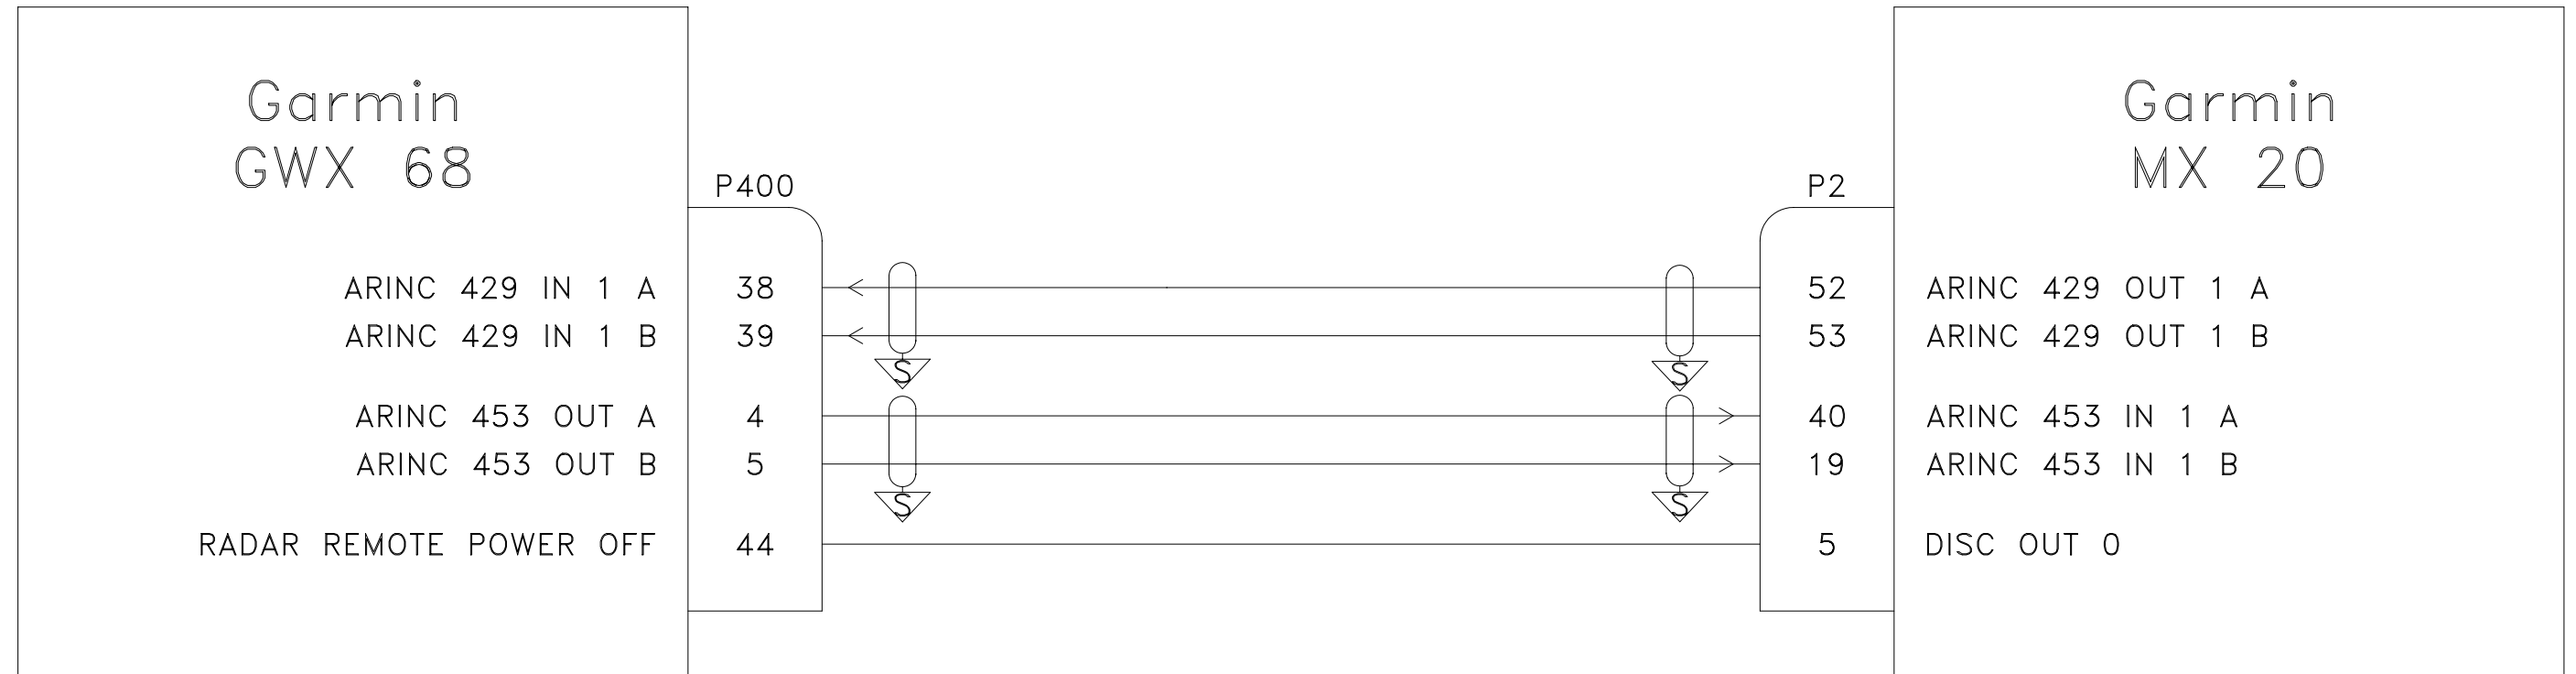 Garmin
GWX 68
Garmin
MX 20
P400
P2
ARINC 429 IN 1 A 38 52 ARINC 429 OUT 1 A
ARINC 429 IN 1 B 39 53 ARINC 429 OUT 1 B
S S
ARINC 453 OUT A 4 40 ARINC 453 IN 1 A
ARINC 453 OUT B 5 19 ARINC 453 IN 1 B
S S
RADAR REMOTE POWER OFF 44 5 DISC OUT 0